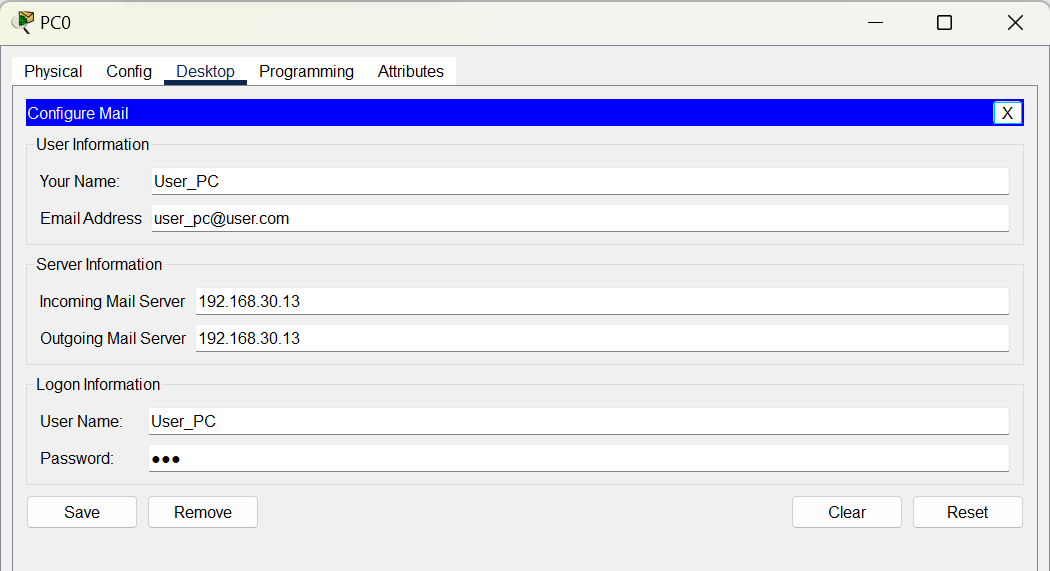 PC0
Physical Config Desktop Programming Attributes
Configure Mail X
User Information
Your Name: User_PC
Email Address user_pc@user.com
Server Information
Incoming Mail Server 192.168.30.13
Outgoing Mail Server 192.168.30.13
Logon Information
User Name: User_PC
Password: ●●●
Save Remove Clear Reset